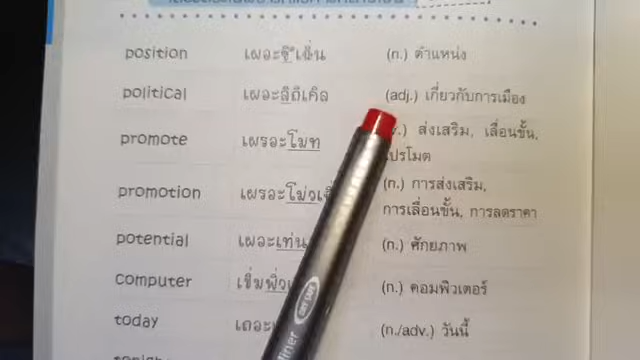 position เผอะซิ๊เฉิ่น (n.) ตำแหน่ง
political เผอะลิถิเคิล (adj.) เกี่ยวกับการเมือง
promote เผรอะโมท ส่งเสริม, เลื่อนขั้น,
โปรโมต
promotion (n.) การส่งเสริม,
การเลื่อนขั้น, การลดราคา
potential (n.) ศักยภาพ
computer (n.) คอมพิวเตอร์
today (n./adv.) วันนี้